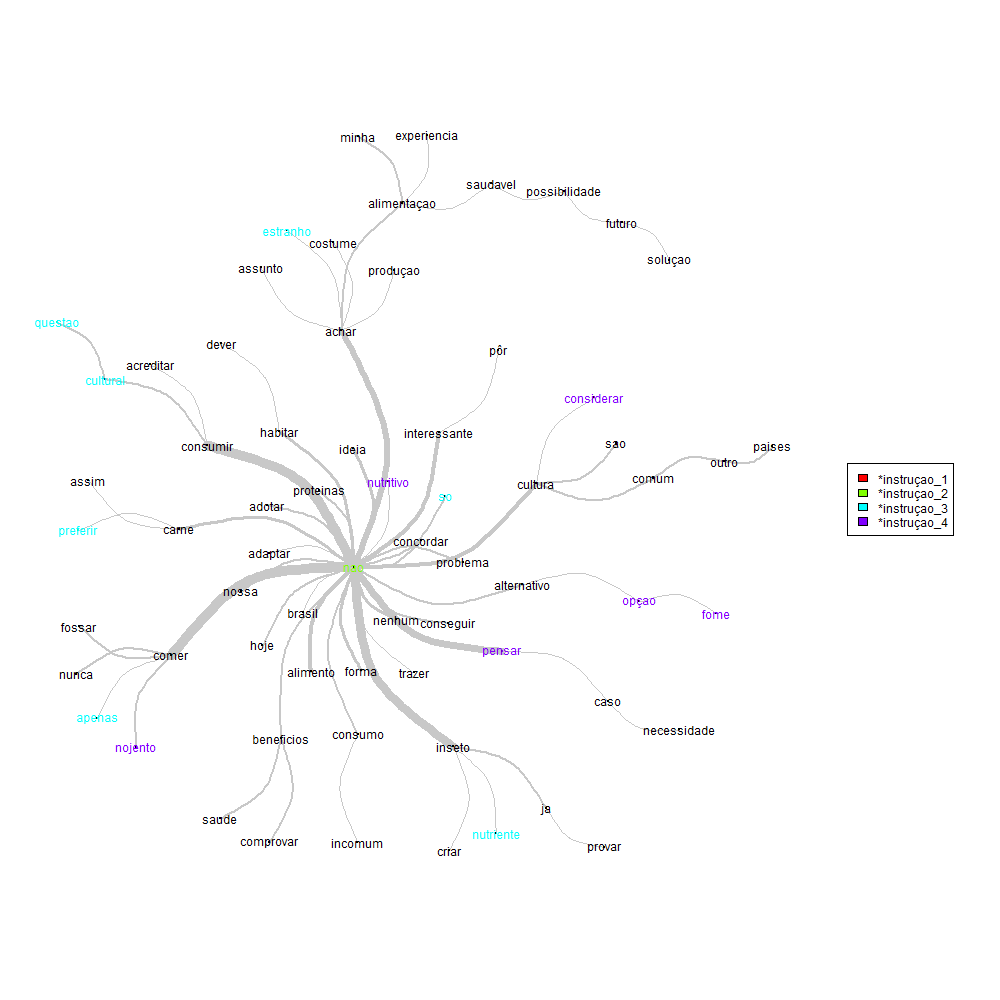 minha
experiencia
saudavel
possibilidade
alimentaçao
futuro
estranho
costume
soluçao
assunto
produçao
questao
achar
dever
pôr
acreditar
cultural
considerar
habitar
interessante
consumir
ideia
sao
paises
outro
assim
proteinas
nutritivo
cultura
comum
*instruçao_1
*instruçao_2
*instruçao_3
*instruçao_4
so
adotar
preferir
carne
concordar
adaptar
problema
alternativo
nossa
opçao
fome
brasil
nenhum
conseguir
fossar
hoje
comer
pensar
nunca
alimento
forma
trazer
caso
apenas
necessidade
nojento
beneficios
consumo
inseto
ja
saude
nutriente
comprovar
incomum
criar
provar